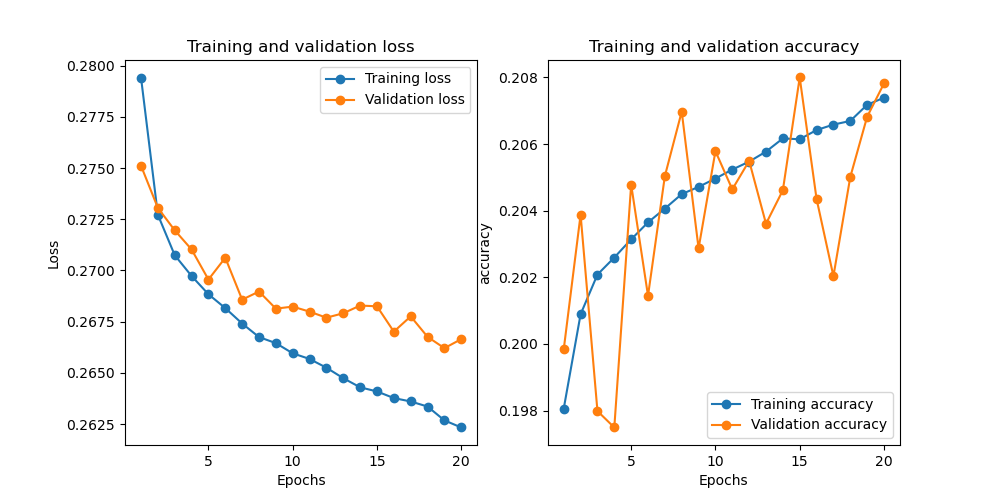 Training and validation loss
0.2800
0.2775
0.2750
0.2725
0.2700
0.2675
0.2650
0.2625
Loss
Training loss
Validation loss
5
10
15
20
Epochs
Training and validation accuracy
0.208
0.206
0.204
0.202
0.200
0.198
accuracy
Training accuracy
Validation accuracy
5
10
15
20
Epochs